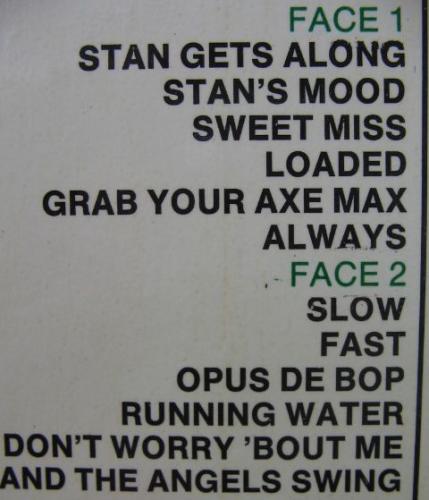 FACE 1
STAN GETS ALONG
STAN'S MOOD
SWEET MISS
LOADED
GRAB YOUR AXE MAX
ALWAYS
FACE 2
SLOW
FAST
OPUS DE BOP
RUNNING WATER
DON'T WORRY 'BOUT ME
AND THE ANGELS SWING